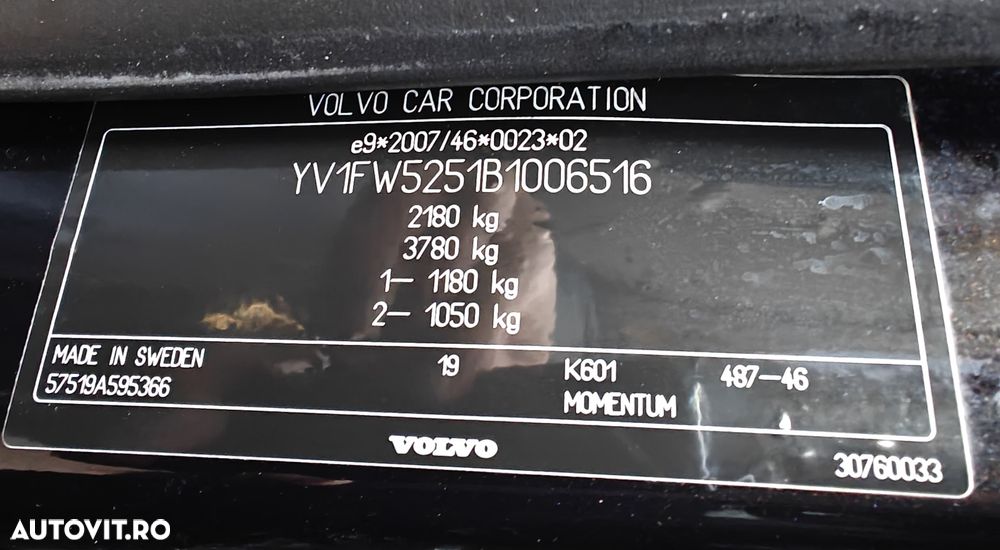 VOLVO CAR CORPORATION
e9*2007/46*0023*02
YV1FW5251B1006516
2180 kg
3780 kg
1– 1180 kg
2– 1050 kg
MADE IN SWEDEN 19 K601 487–46
57519A595366 MOMENTUM
VOLVO
30760033
AUTOVIT.RO